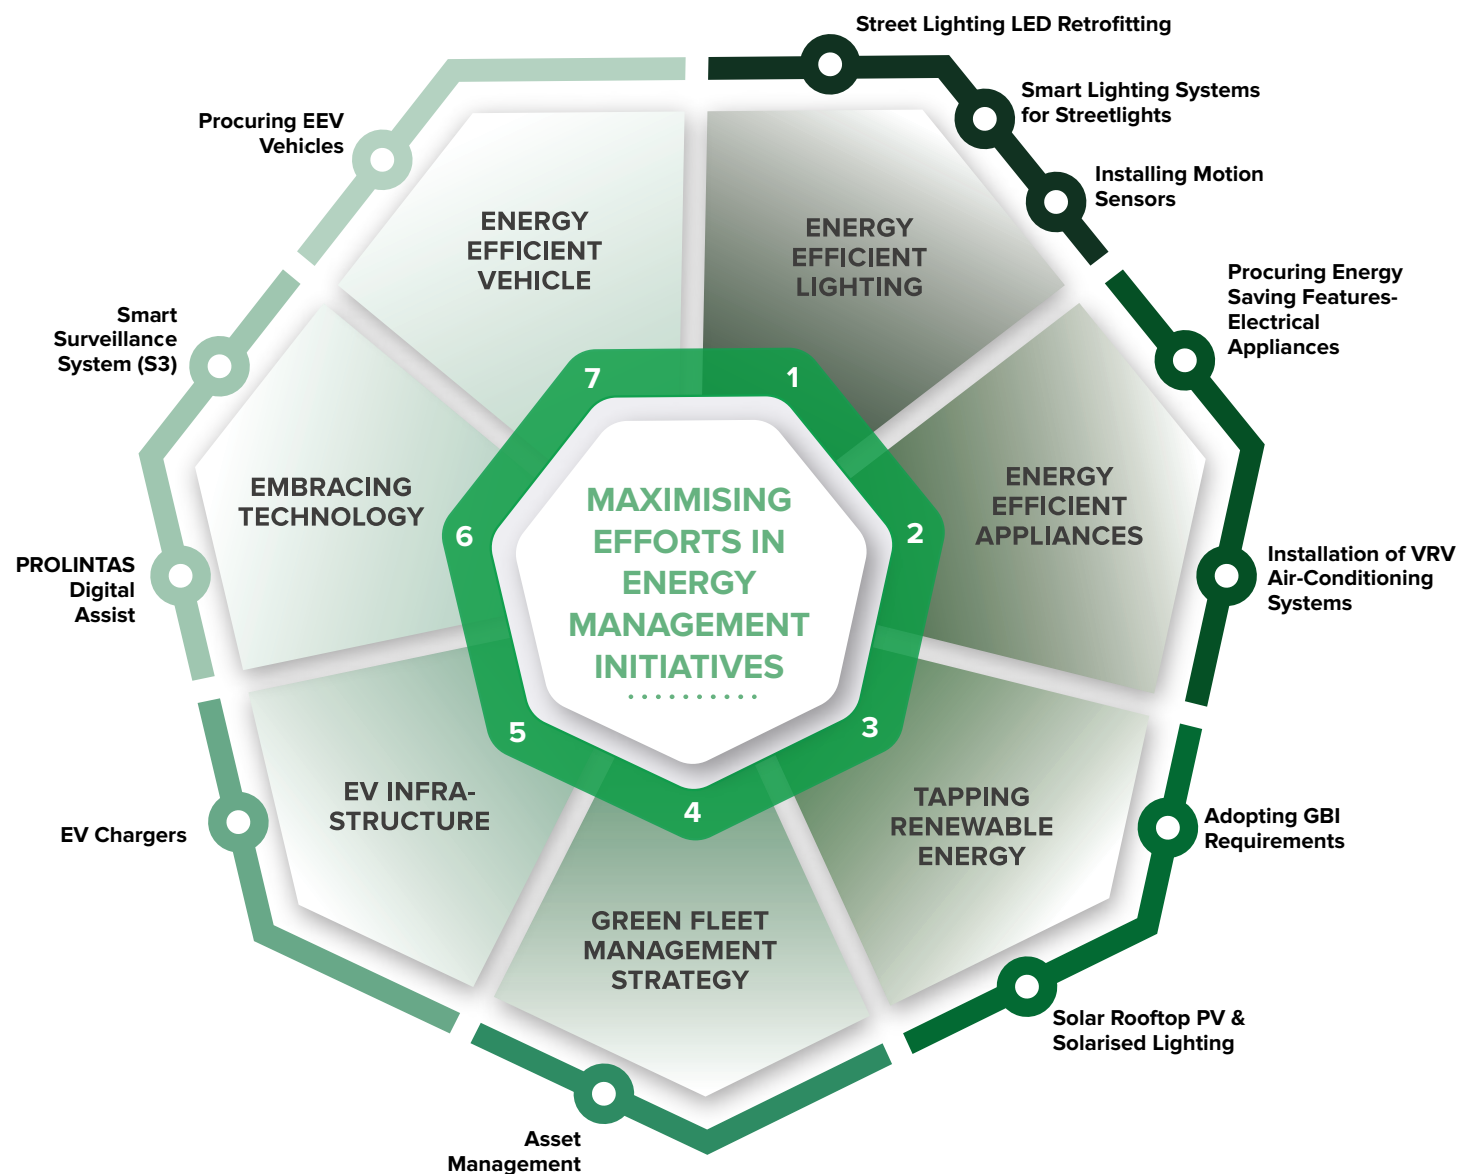 Street Lighting LED Retrofitting
Smart Lighting Systems
for Streetlights
Installing Motion
Sensors
Procuring Energy
Saving Features-
Electrical
Appliances
Installation of VRV
Air-Conditioning
Systems
Adopting GBI
Requirements
Solar Rooftop PV &
Solarised Lighting
Asset
Management
EV Chargers
PROLINTAS
Digital
Assist
Smart
Surveillance
System (S3)
Procuring EEV
Vehicles
ENERGY
EFFICIENT
LIGHTING
1
ENERGY
EFFICIENT
APPLIANCES
2
TAPPING
RENEWABLE
ENERGY
3
GREEN FLEET
MANAGEMENT
STRATEGY
4
EV INFRA-
STRUCTURE
5
EMBRACING
TECHNOLOGY
6
ENERGY
EFFICIENT
VEHICLE
7
MAXIMISING
EFFORTS IN
ENERGY
MANAGEMENT
INITIATIVES